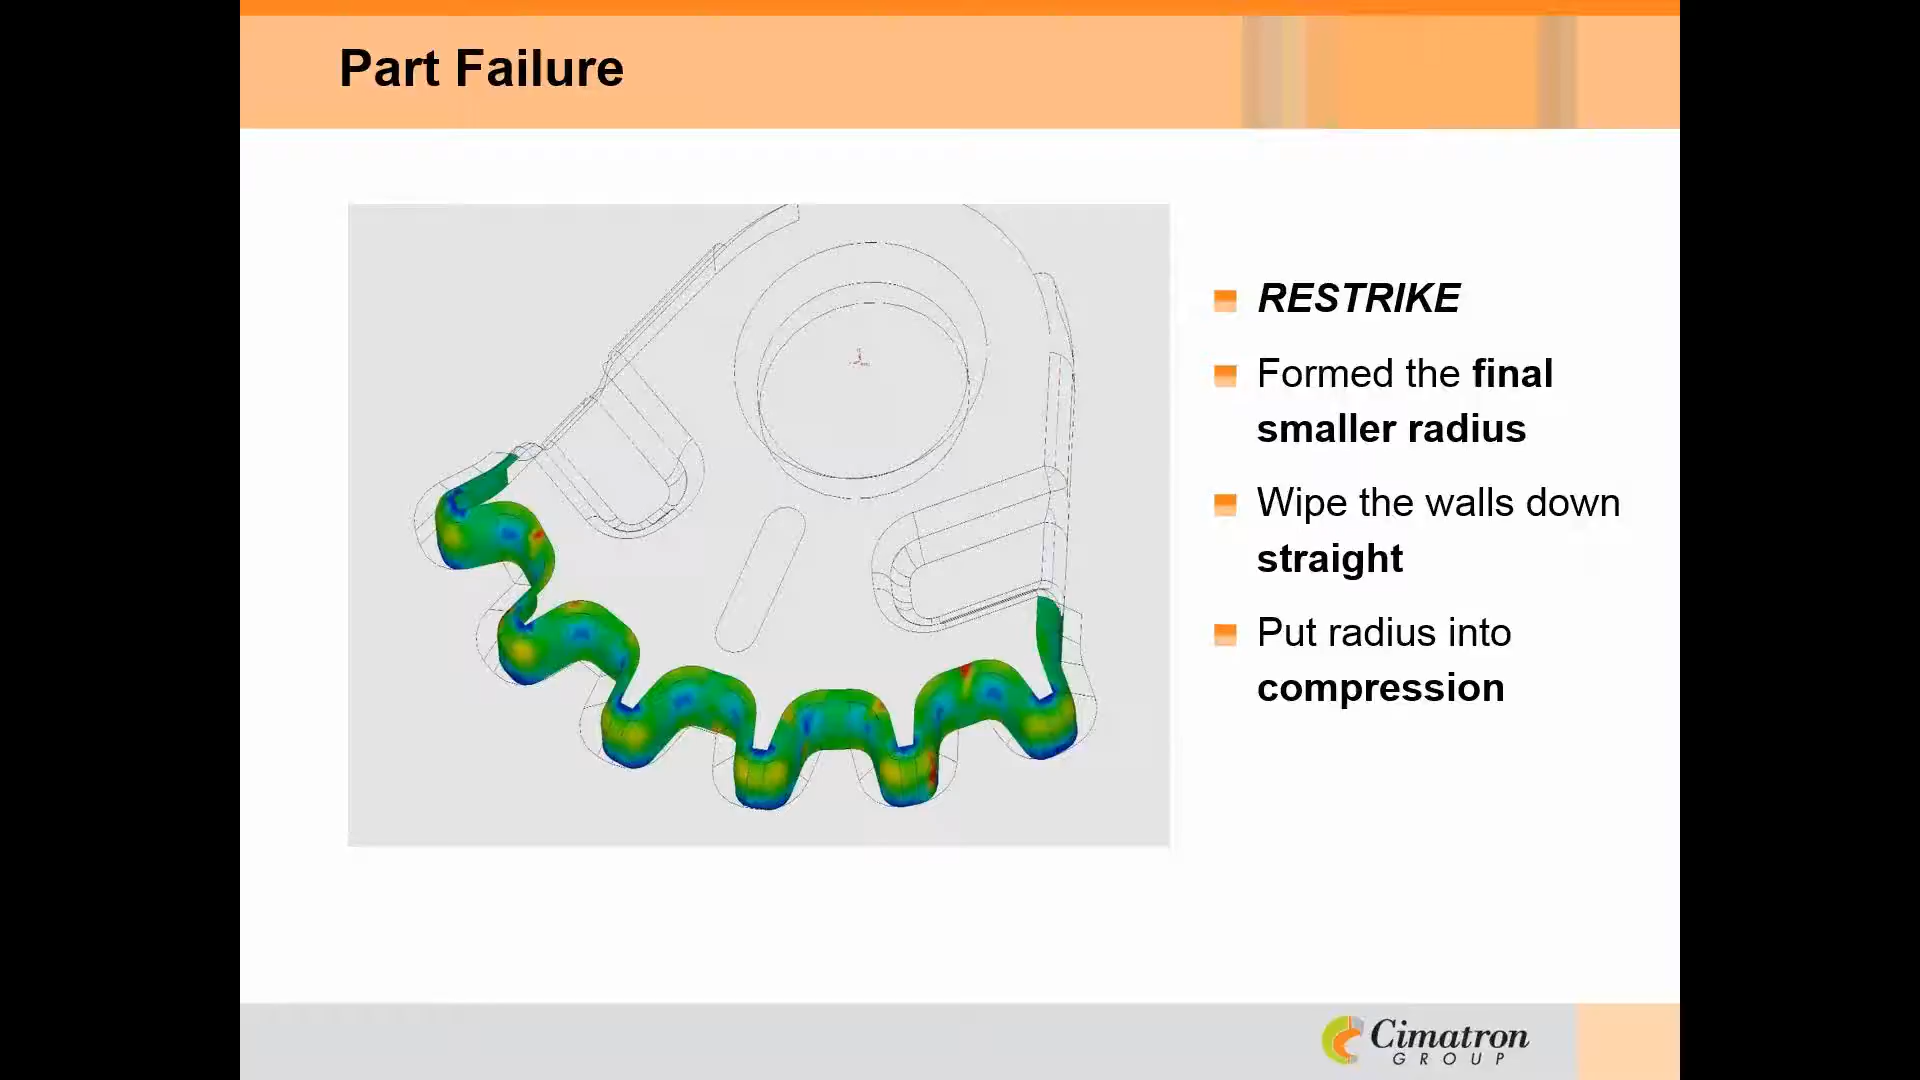 Part Failure
RESTRIKE
Formed the final
smaller radius
Wipe the walls down
straight
Put radius into
compression
Cimatron
GROUP